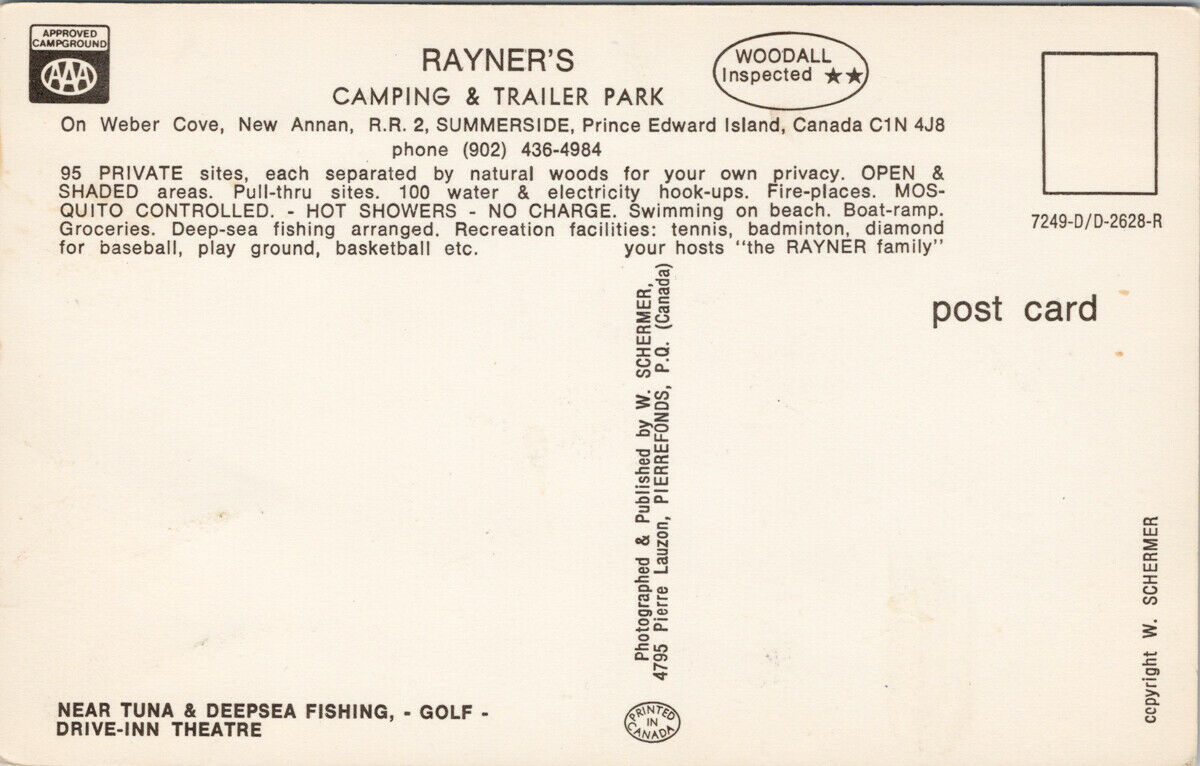 APPROVED
CAMPGROUND
AAA
RAYNER'S
CAMPING & TRAILER PARK
WOODALL
Inspected ★★
On Weber Cove, New Annan, R.R. 2, SUMMERSIDE, Prince Edward Island, Canada C1N 4J8
phone (902) 436-4984
95 PRIVATE sites, each separated by natural woods for your own privacy. OPEN &
SHADED areas. Pull-thru sites. 100 water & electricity hook-ups. Fire-places. MOS-
QUITO CONTROLLED. - HOT SHOWERS - NO CHARGE. Swimming on beach. Boat-ramp.
Groceries. Deep-sea fishing arranged. Recreation facilities: tennis, badminton, diamond
for baseball, play ground, basketball etc. your hosts "the RAYNER family"
7249-D/D-2628-R
post card
Photographed & Published by W. SCHERMER,
4795 Pierre Lauzon, PIERREFONDS, P.Q. (Canada)
copyright W. SCHERMER
NEAR TUNA & DEEPSEA FISHING, - GOLF -
DRIVE-INN THEATRE
PRINTED
IN
CANADA